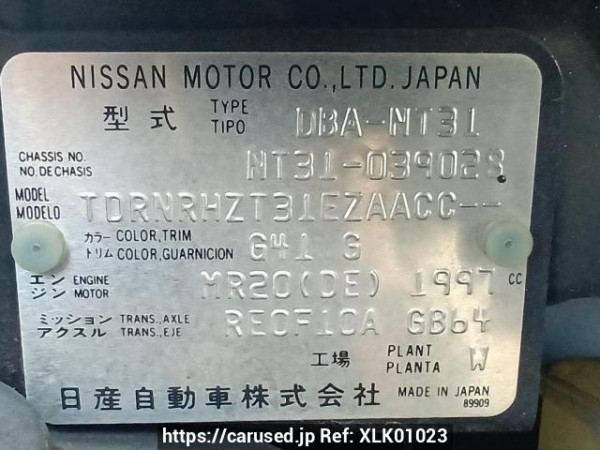 NISSAN MOTOR CO.,LTD. JAPAN
型式 TYPE TIPO DBA-NT31
CHASSIS NO. NO.DE CHASIS NT31-039028
MODEL MODELO TDRNRHZT31EZAACC--
カラー COLOR,TRIM
トリム COLOR,GUARNICION G41 G
エン ENGINE
ジン MOTOR MR20(DE) 1997 cc
ミッション TRANS.,AXLE
アクスル TRANS.,EJE RE0F10A GB64
工場 PLANT PLANTA W
日産自動車株式会社 MADE IN JAPAN
89909
https://carused.jp Ref: XLK01023